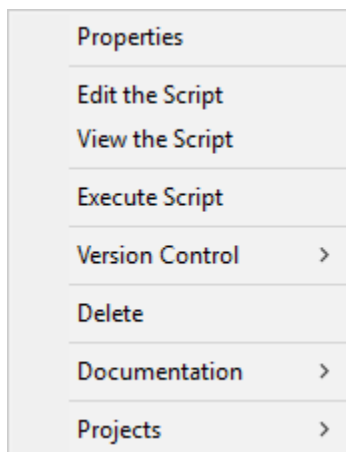 Properties
Edit the Script
View the Script
Execute Script
Version Control
Delete
Documentation
Projects